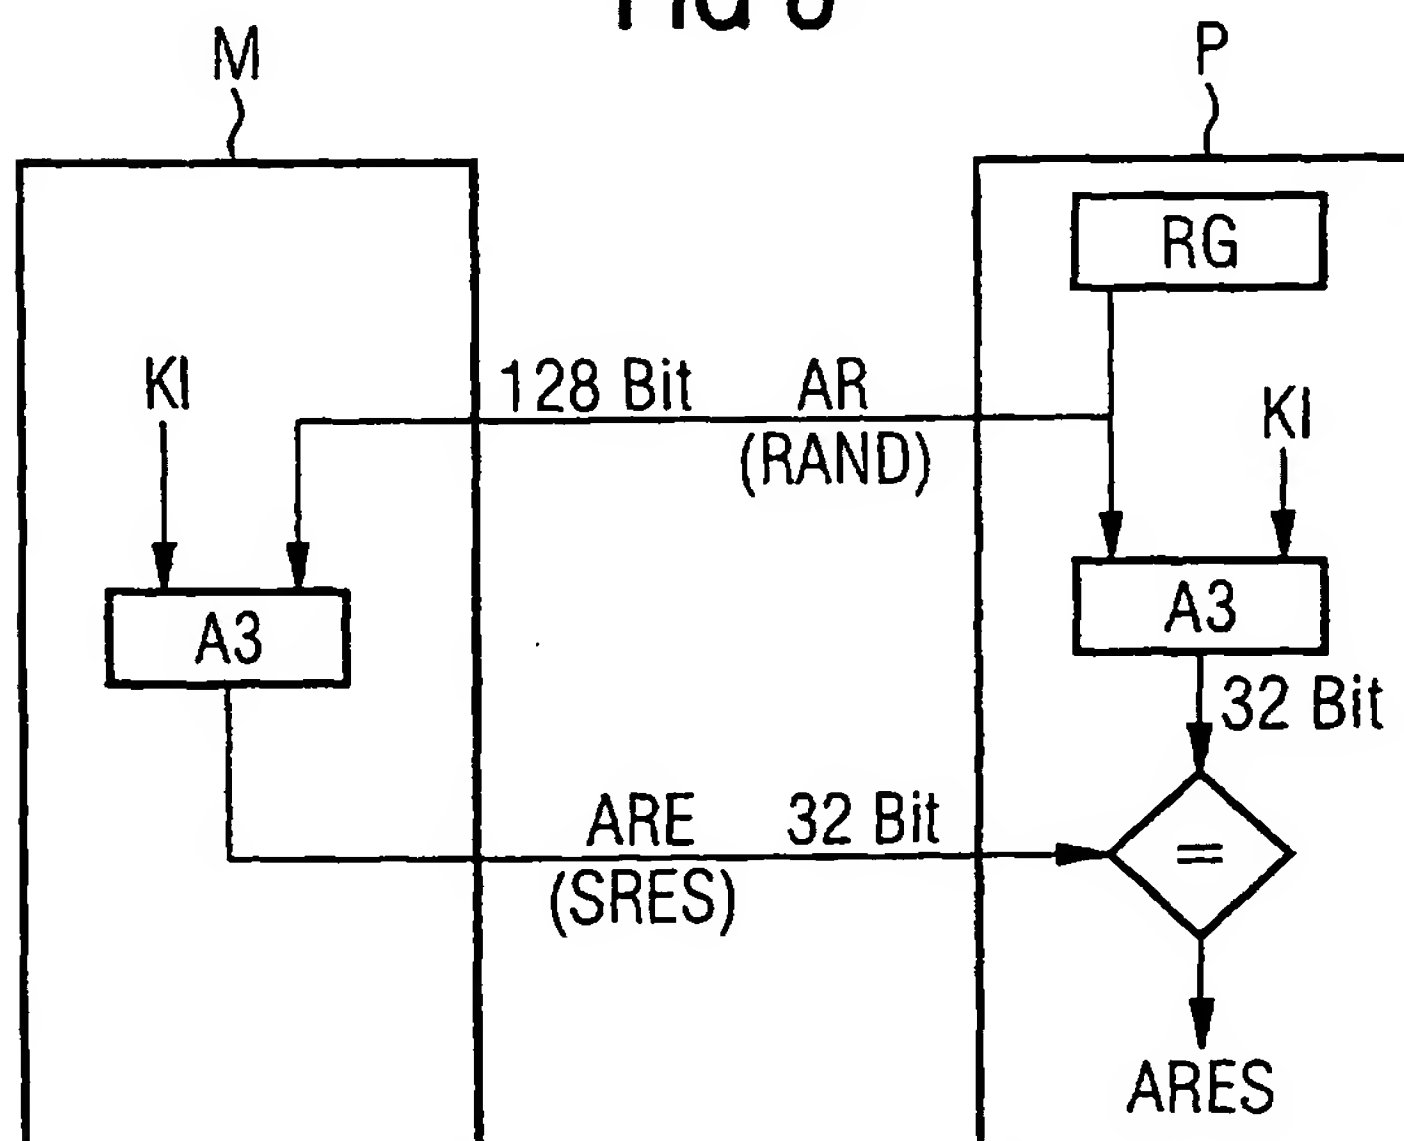 M
P
RG
KI
128 Bit
AR
(RAND)
KI
A3
A3
32 Bit
ARE
32 Bit
(SRES)
=
ARES